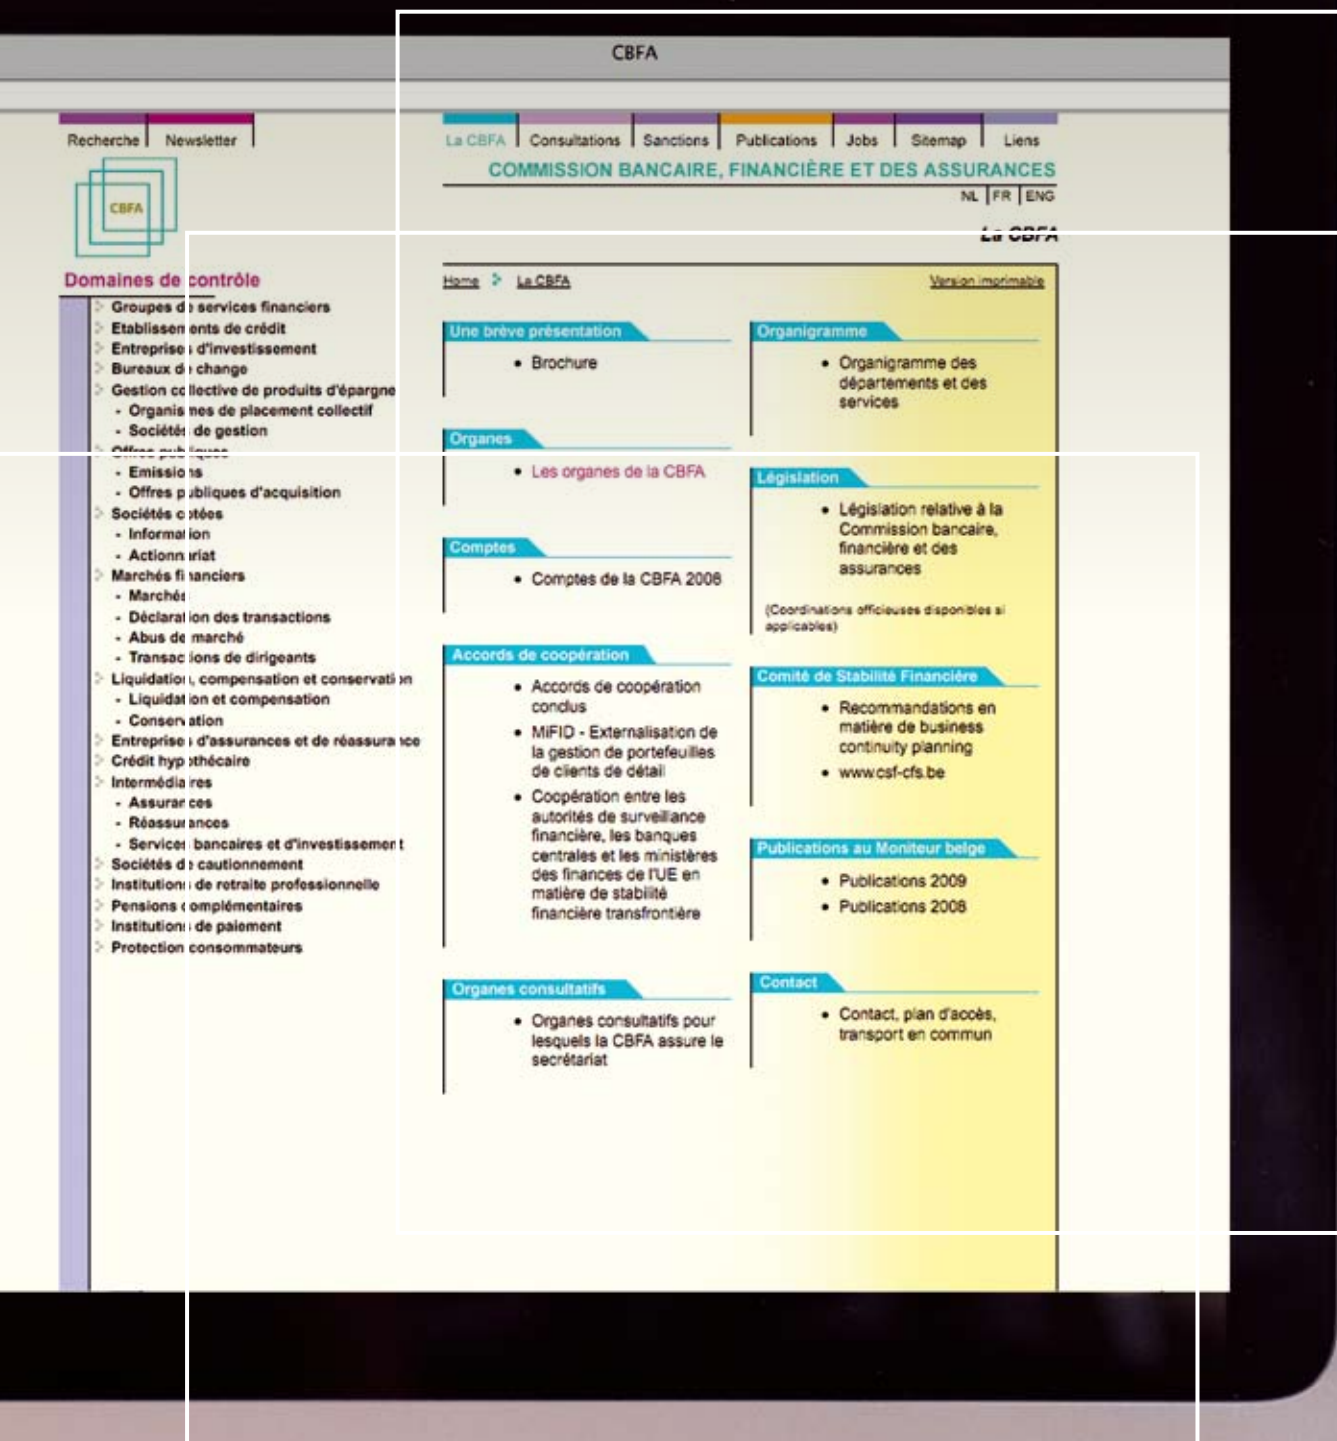 CBFA
Recherche
Newsletter
La CBFA
Consultations
Sanctions
Publications
Jobs
Sitemap
Liens
COMMISSION BANCAIRE, FINANCIÈRE ET DES ASSURANCES
NL | FR | ENG
CBFA
La CBFA
Domaines de contrôle
Groupes de services financiers
Etablissements de crédit
Entreprises d'investissement
Bureaux de change
Gestion collective de produits d'épargne
- Organismes de placement collectif
- Sociétés de gestion
Offres publiques
- Emissions
- Offres publiques d'acquisition
Sociétés cotées
- Information
- Actionnariat
Marchés financiers
- Marchés
- Déclaration des transactions
- Abus de marché
- Transactions de dirigeants
Liquidation, compensation et conservation
- Liquidation et compensation
- Conservation
Entreprises d'assurances et de réassurance
Crédit hypothécaire
Intermédiaires
- Assurances
- Réassurances
- Services bancaires et d'investissement
Sociétés de cautionnement
Institutions de retraite professionnelle
Pensions complémentaires
Institutions de paiement
Protection consommateurs
Home
La CBFA
Version imprimable
Une brève présentation
• Brochure
Organes
• Les organes de la CBFA
Comptes
• Comptes de la CBFA 2008
Accords de coopération
• Accords de coopération
conclus
• MiFID - Externalisation de
la gestion de portefeuilles
de clients de détail
• Coopération entre les
autorités de surveillance
financière, les banques
centrales et les ministères
des finances de l'UE en
matière de stabilité
financière transfrontière
Organes consultatifs
• Organes consultatifs pour
lesquels la CBFA assure le
secrétariat
Organigramme
• Organigramme des
départements et des
services
Législation
• Législation relative à la
Commission bancaire,
financière et des
assurances
(Coordinations officieuses disponibles si
applicables)
Comité de Stabilité Financière
• Recommandations en
matière de business
continuity planning
• www.csf-cfs.be
Publications au Moniteur belge
• Publications 2009
• Publications 2008
Contact
• Contact, plan d'accès,
transport en commun